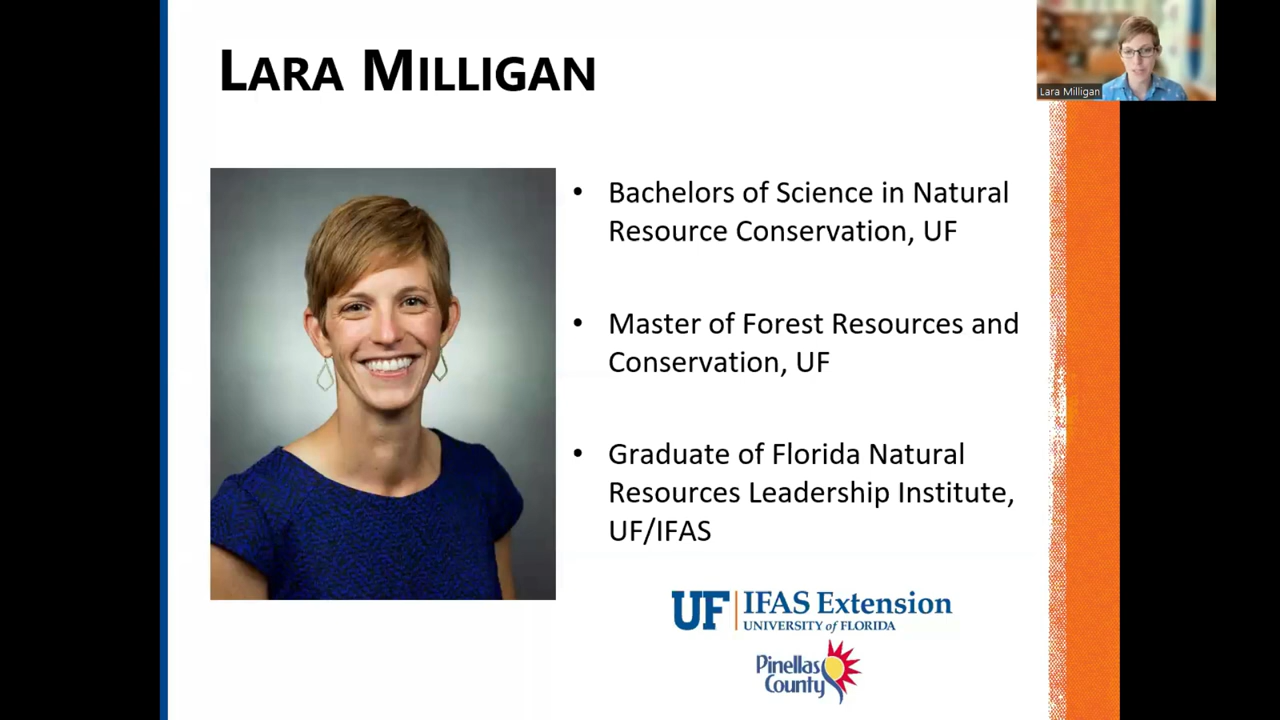 LARA MILLIGAN
Lara Milligan
• Bachelors of Science in Natural
Resource Conservation, UF
• Master of Forest Resources and
Conservation, UF
• Graduate of Florida Natural
Resources Leadership Institute,
UF/IFAS
UF IFAS Extension
UNIVERSITY of FLORIDA
Pinellas
County